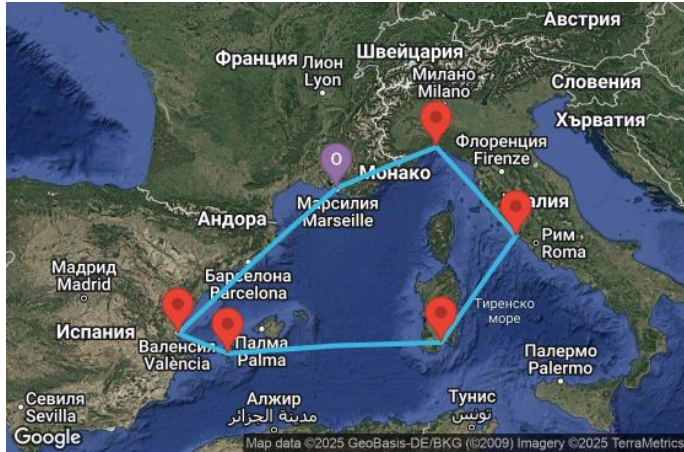 Австрия
Франция
Лион
Lyon
Швейцария
Милано
Milano
Словения
Хърватия
Флоренция
Firenze
O
Монако
Марсилия
Marseille
алия
Андора
Рим
Roma
Барселона
Barcelona
Мадрид
Madrid
Тиренско
море
Испания
Валенсия
València
Палма
Palma
Палермо
Palermo
Севиля
Sevilla
Алжир
مدينة الجزائر
Тунис
تونس
Google
Map data ©2025 GeoBasis-DE/BKG (©2009) Imagery ©2025 TerraMetrics